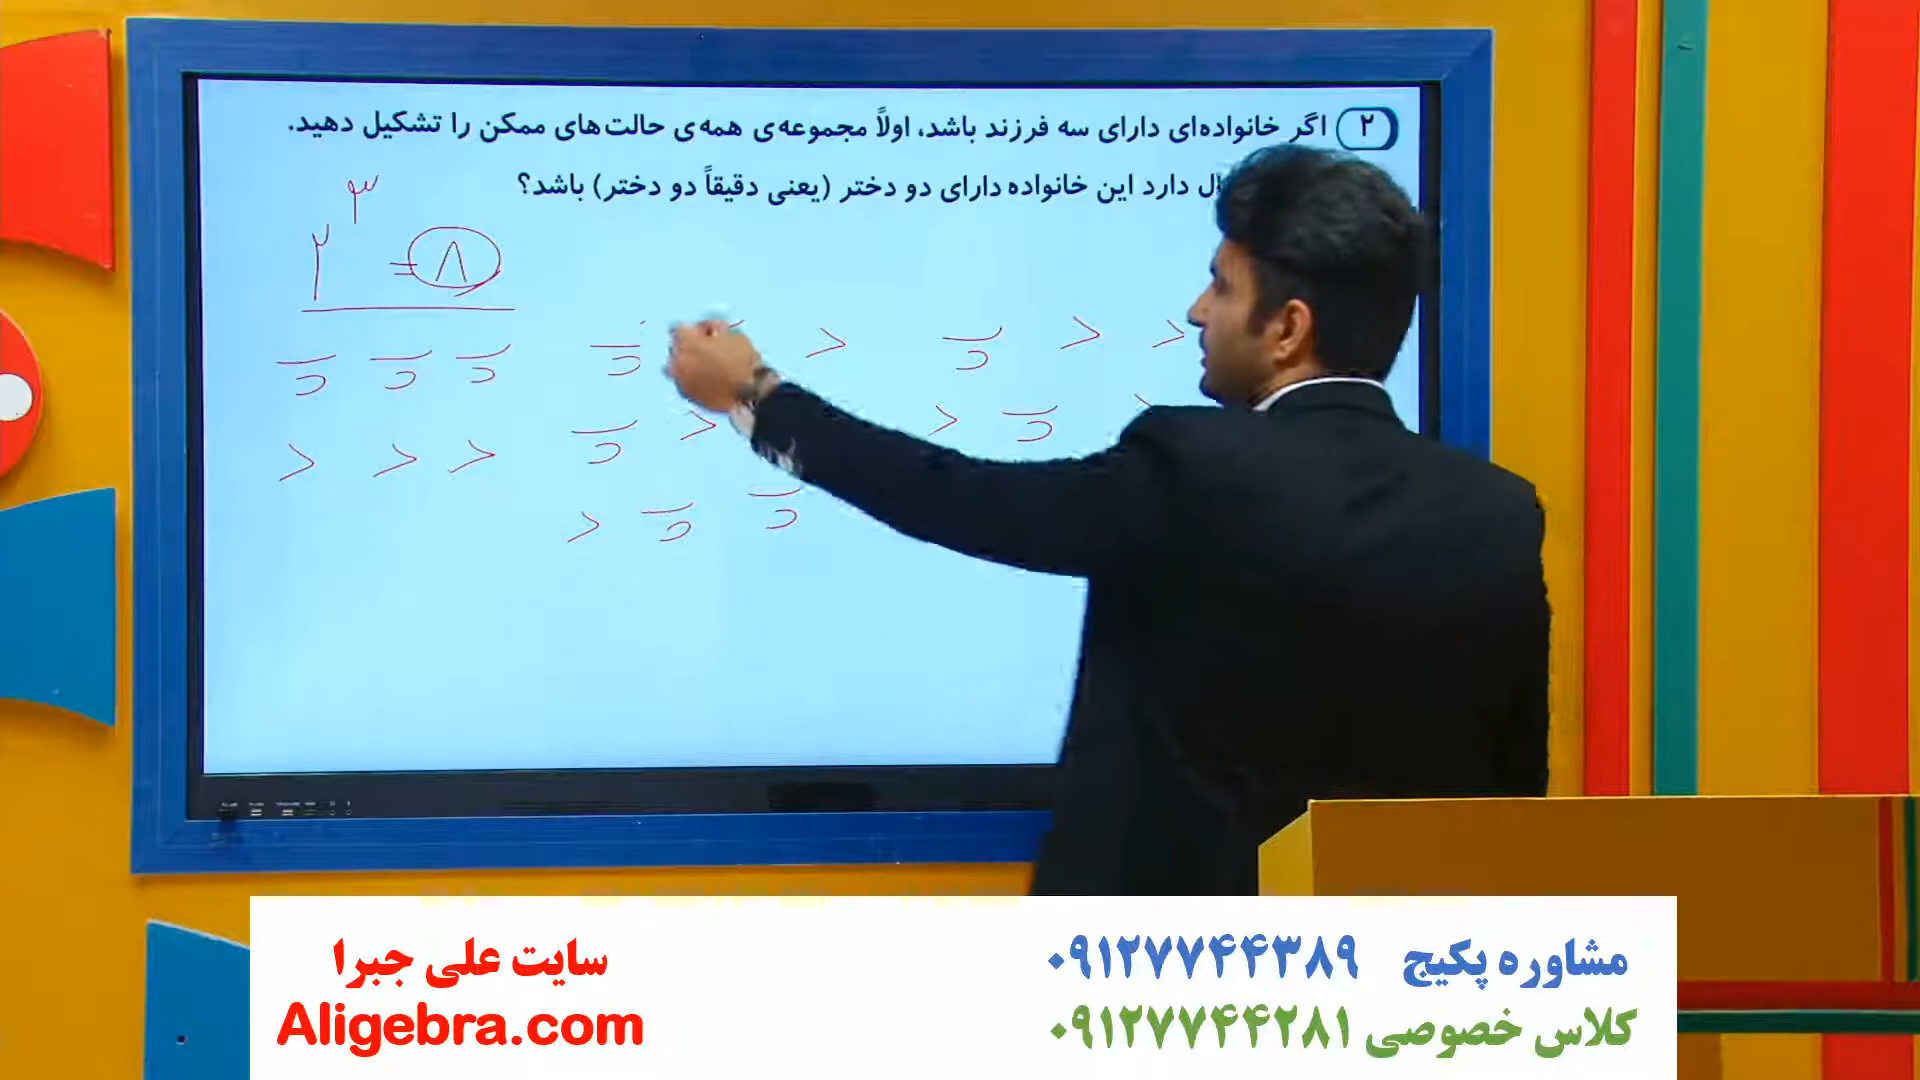 ۲ اگر خانواده‌ای دارای سه فرزند باشد، اولاً مجموعه‌ی همه‌ی حالت‌های ممکن را تشکیل دهید.
دارد این خانواده دارای دو دختر (یعنی دقیقاً دو دختر) باشد؟
۲^۳ = ۸
پ پ پ پ د پ د د
پ د د پ
د د د
د پ پ
مشاوره پکیج ۰۹۱۲۷۷۴۴۳۸۹
کلاس خصوصی ۰۹۱۲۷۷۴۴۲۸۱
سایت علی جبرا
Aligebra.com